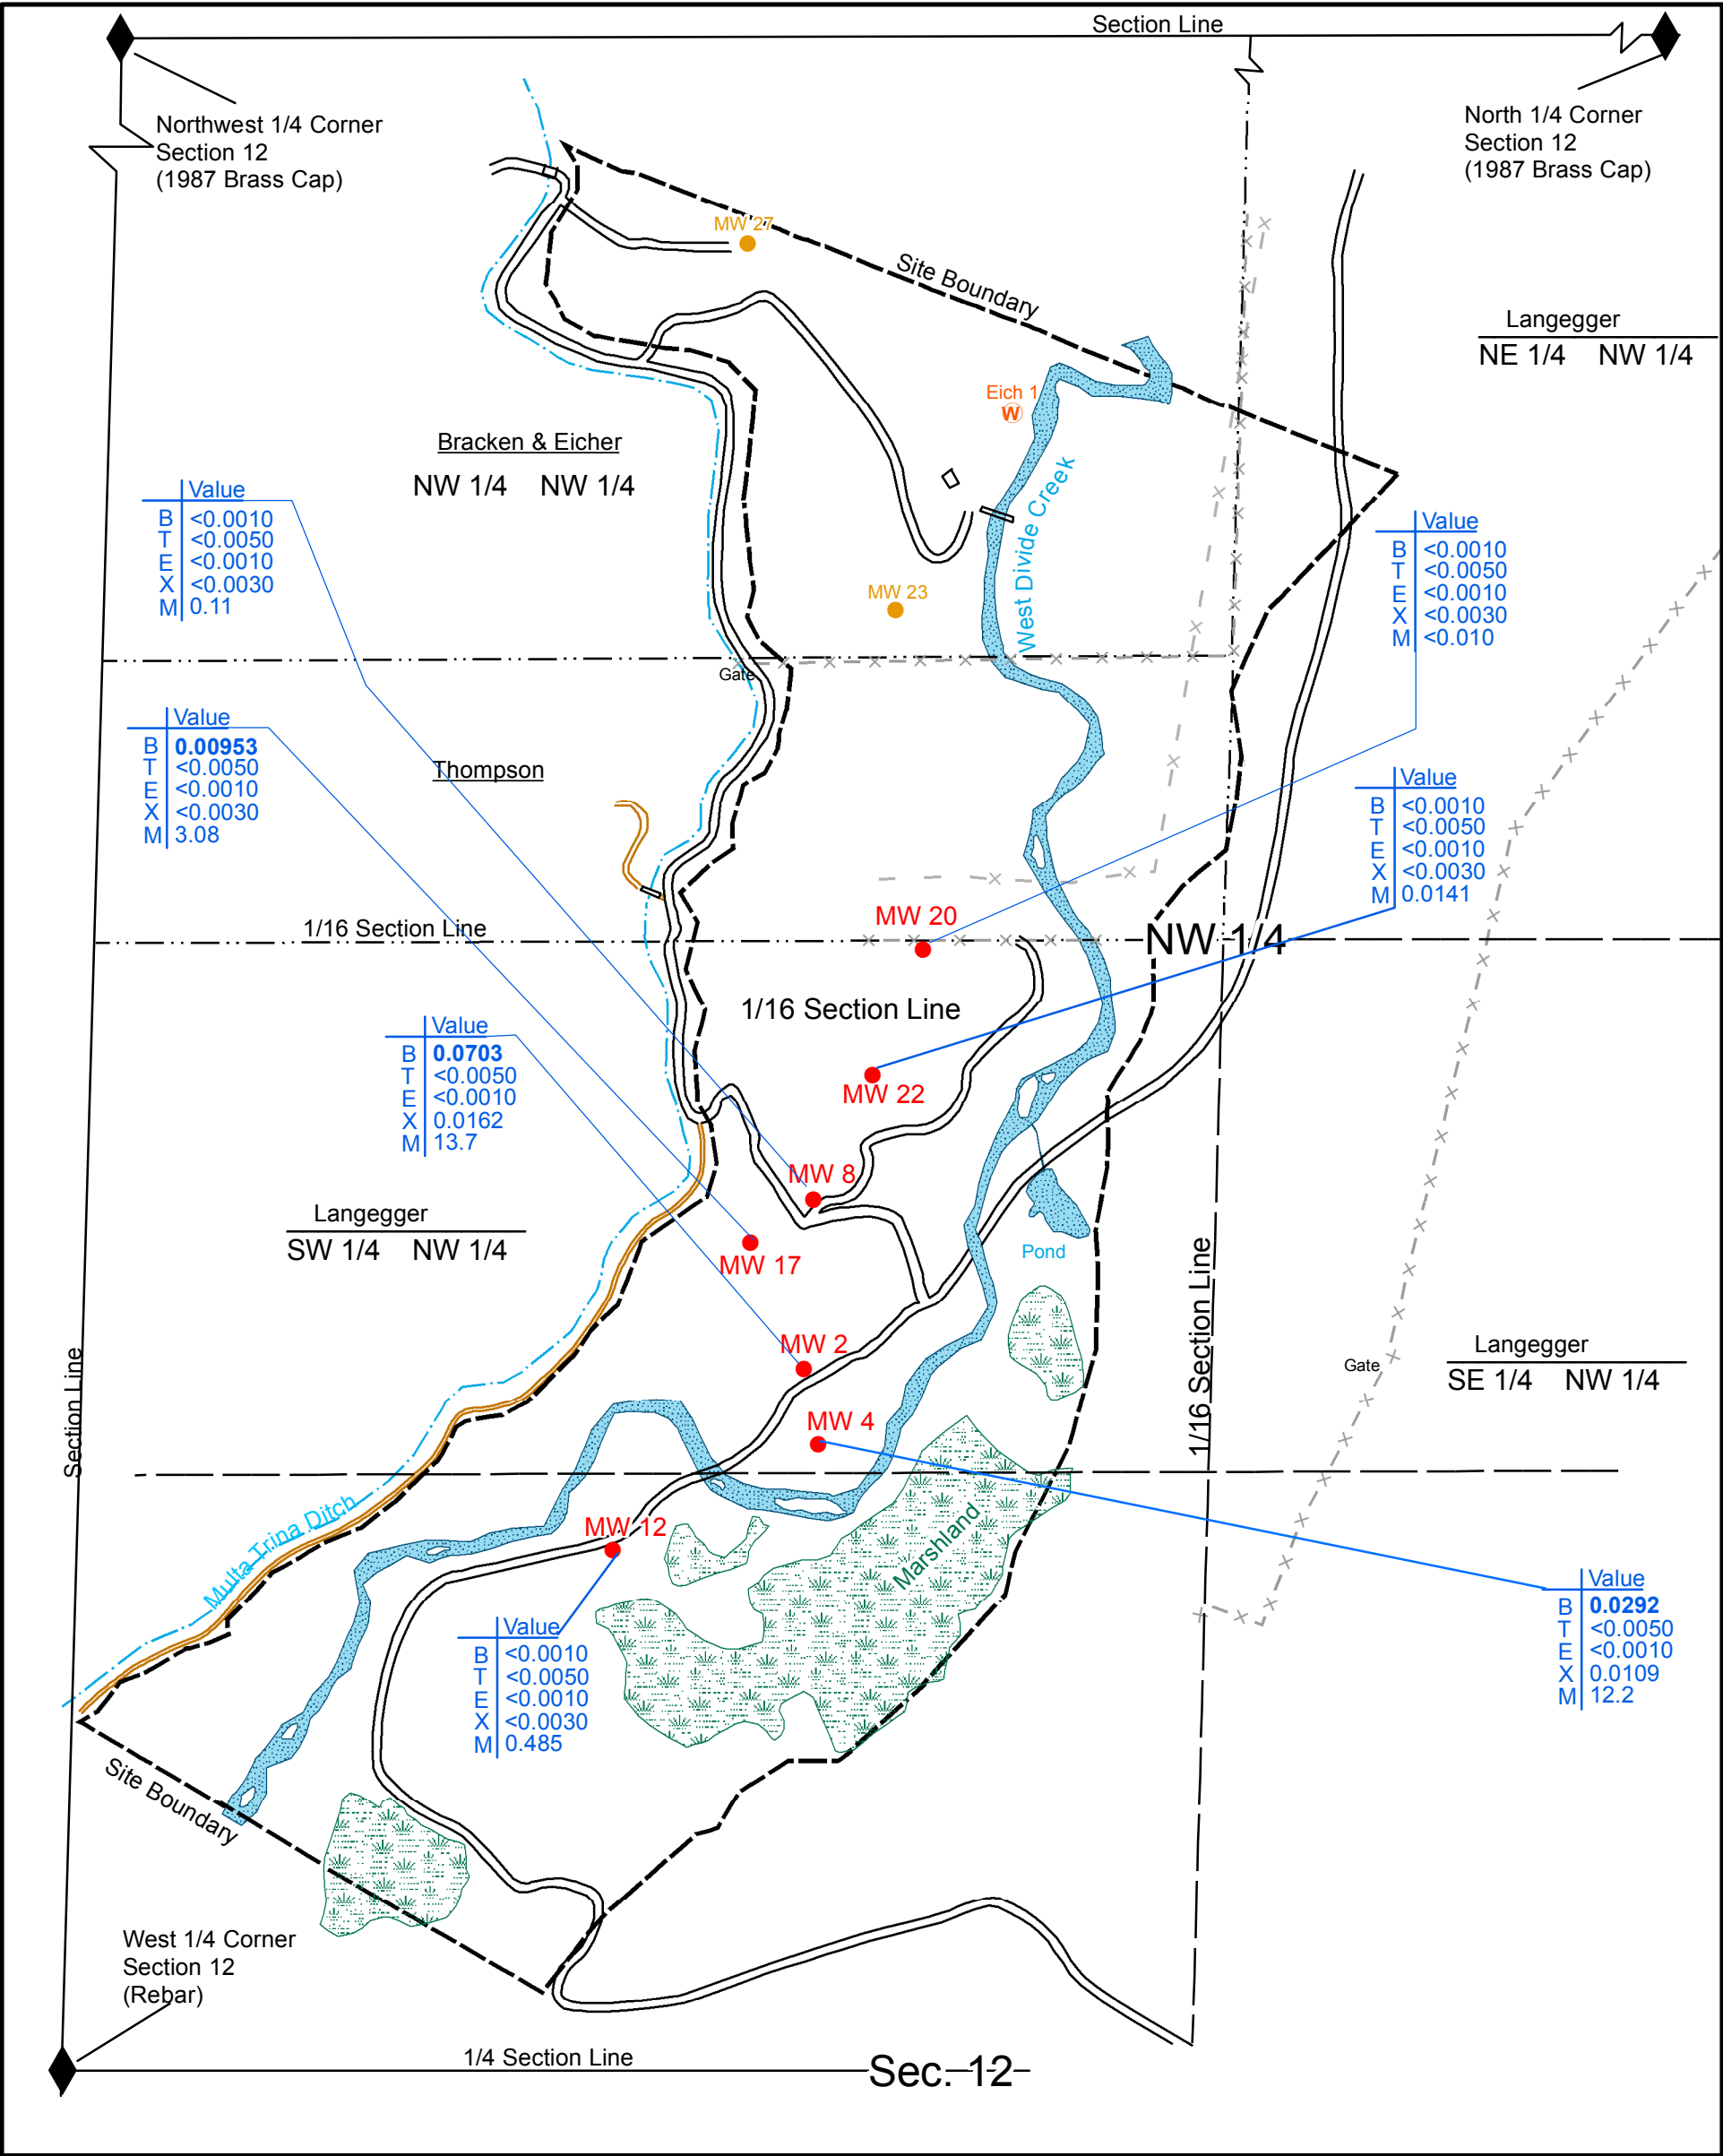 Section Line
Northwest 1/4 Corner
Section 12
(1987 Brass Cap)
North 1/4 Corner
Section 12
(1987 Brass Cap)
MW 27
Site Boundary
Langegger
NE 1/4 NW 1/4
Eich 1
W
Bracken & Eicher
NW 1/4 NW 1/4
West Divide Creek
Value
B <0.0010
T <0.0050
E <0.0010
X <0.0030
M 0.11
Value
B <0.0010
T <0.0050
E <0.0010
X <0.0030
M <0.010
MW 23
Gate
Value
B 0.00953
T <0.0050
E <0.0010
X <0.0030
M 3.08
Thompson
Value
B <0.0010
T <0.0050
E <0.0010
X <0.0030
M 0.0141
MW 20
1/16 Section Line
NW 1/4
1/16 Section Line
Value
B 0.0703
T <0.0050
E <0.0010
X 0.0162
M 13.7
MW 22
MW 8
Langegger
SW 1/4 NW 1/4
MW 17
Pond
1/16 Section Line
MW 2
Gate
Langegger
SE 1/4 NW 1/4
Section Line
MW 4
Multa Trina Ditch
MW 12
Marshland
Value
B <0.0010
T <0.0050
E <0.0010
X <0.0030
M 0.485
Value
B 0.0292
T <0.0050
E <0.0010
X 0.0109
M 12.2
Site Boundary
West 1/4 Corner
Section 12
(Rebar)
1/4 Section Line
Sec. 12